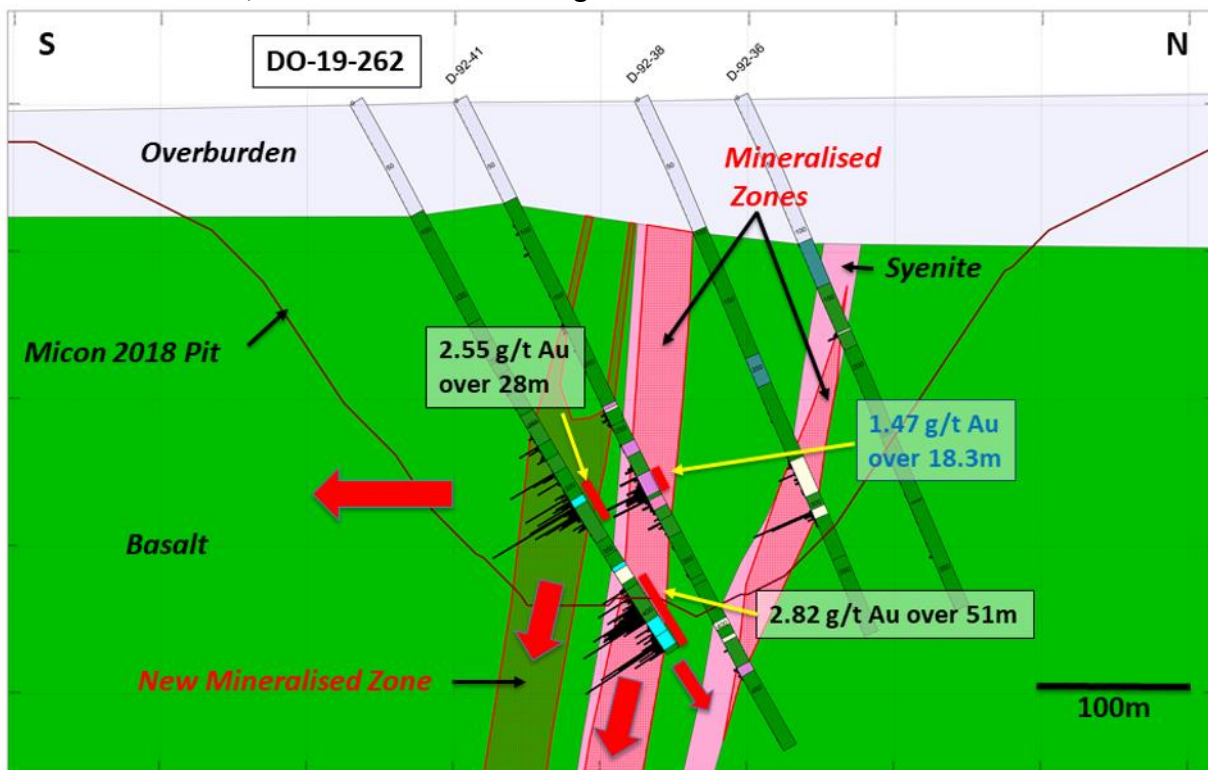 S
N
DO-19-262
D-92-41
D-92-38
D-92-36
Overburden
Mineralised
Zones
Syenite
Micon 2018 Pit
2.55 g/t Au
over 28m
1.47 g/t Au
over 18.3m
Basalt
2.82 g/t Au over 51m
New Mineralised Zone
100m